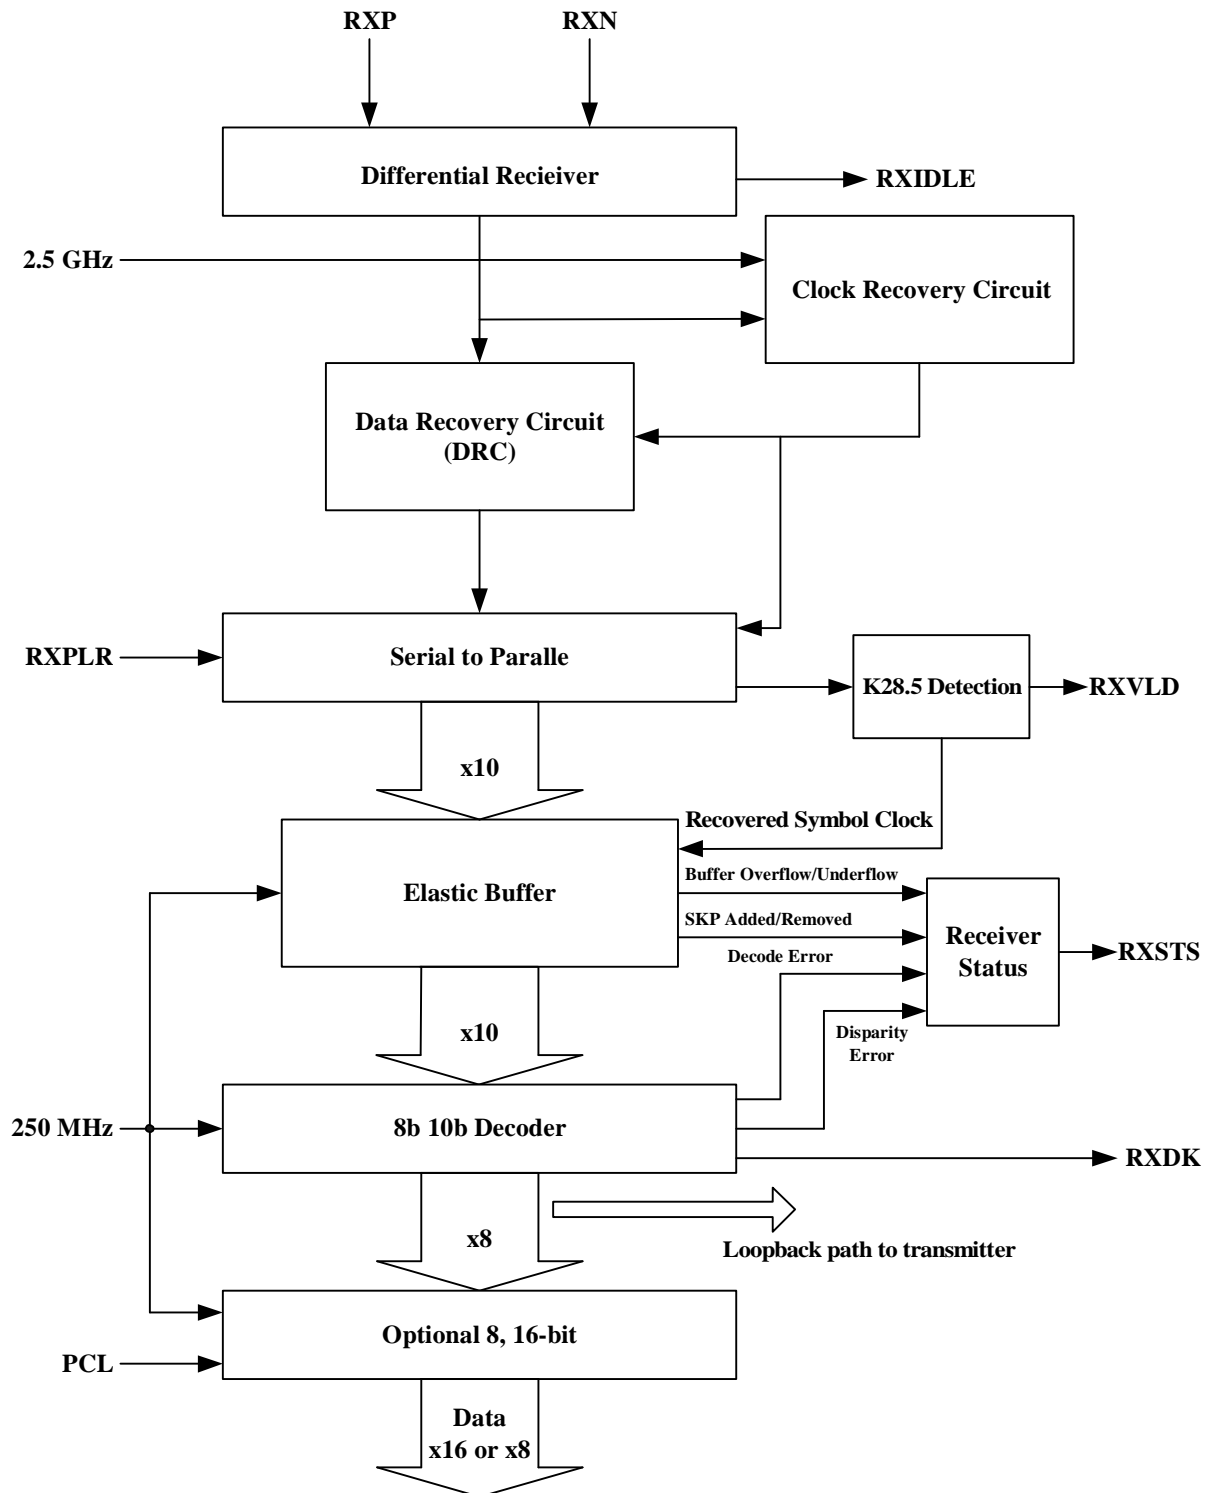 RXP
RXN
Differential Recieiver
RXIDLE
2.5 GHz
Clock Recovery Circuit
Data Recovery Circuit
(DRC)
RXPLR
Serial to Paralle
K28.5 Detection
RXVLD
x10
Recovered Symbol Clock
Elastic Buffer
Buffer Overflow/Underflow
SKP Added/Removed
Decode Error
Receiver
Status
RXSTS
x10
Disparity
Error
250 MHz
8b 10b Decoder
RXDK
x8
Loopback path to transmitter
Optional 8, 16-bit
PCL
Data
x16 or x8